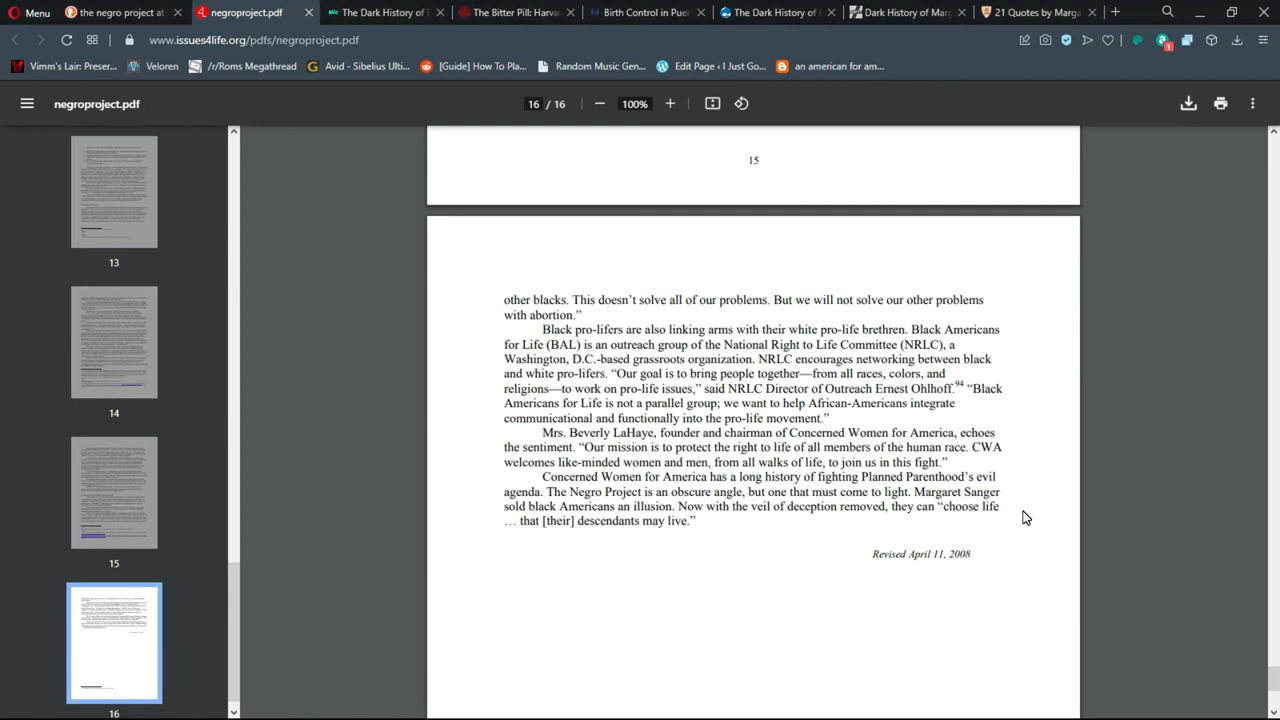 Menu
the negro project at
negroproject.pdf
The Dark History of
The Bitter Pill: Harva
Birth Control in Puer
The Dark History of
Dark History of Marg
21 Quotes by Marga
www.issues4life.org/pdfs/negroproject.pdf
1
Vimm's Lair: Preser...
Veloren
/r/Roms Megathread
Avid - Sibelius Ulti...
[Guide] How To Pla...
Random Music Gen...
Edit Page ‹ I Just Go...
an american for am...
negroproject.pdf
16 / 16
100%
13
14
15
16
15
other blacks. This doesn't solve all of our problems. But we will not solve our other problems
with abortion.”
Black pro-lifers are also linking arms with their white pro-life brethren. Black Americans
for Life (BAL) is an outreach group of the National Right to Life Committee (NRLC), a
Washington, D.C.-based grassroots organization. NRLC encourages networking between black
and white pro-lifers. “Our goal is to bring people together—from all races, colors, and
religions—to work on pro-life issues,” said NRLC Director of Outreach Ernest Ohlhoff.94 “Black
Americans for Life is not a parallel group; we want to help African-Americans integrate
communicational and functionally into the pro-life movement.”
Mrs. Beverly LaHaye, founder and chairman of Concerned Women for America, echoes
the sentiment. “Our mission is to protect the right to life of all members of the human race. CWA
welcomes like-minded women and men, from all walks of life, to join us in this fight.”
Concerned Women for America has a long history of fighting Planned Parenthood's evil
agenda. The Negro Project is an obscure angle, but one that must come to light. Margaret Sanger
sold black Americans an illusion. Now with the veil of deception removed, they can “choose life
… that [their] descendants may live.”
Revised April 11, 2008